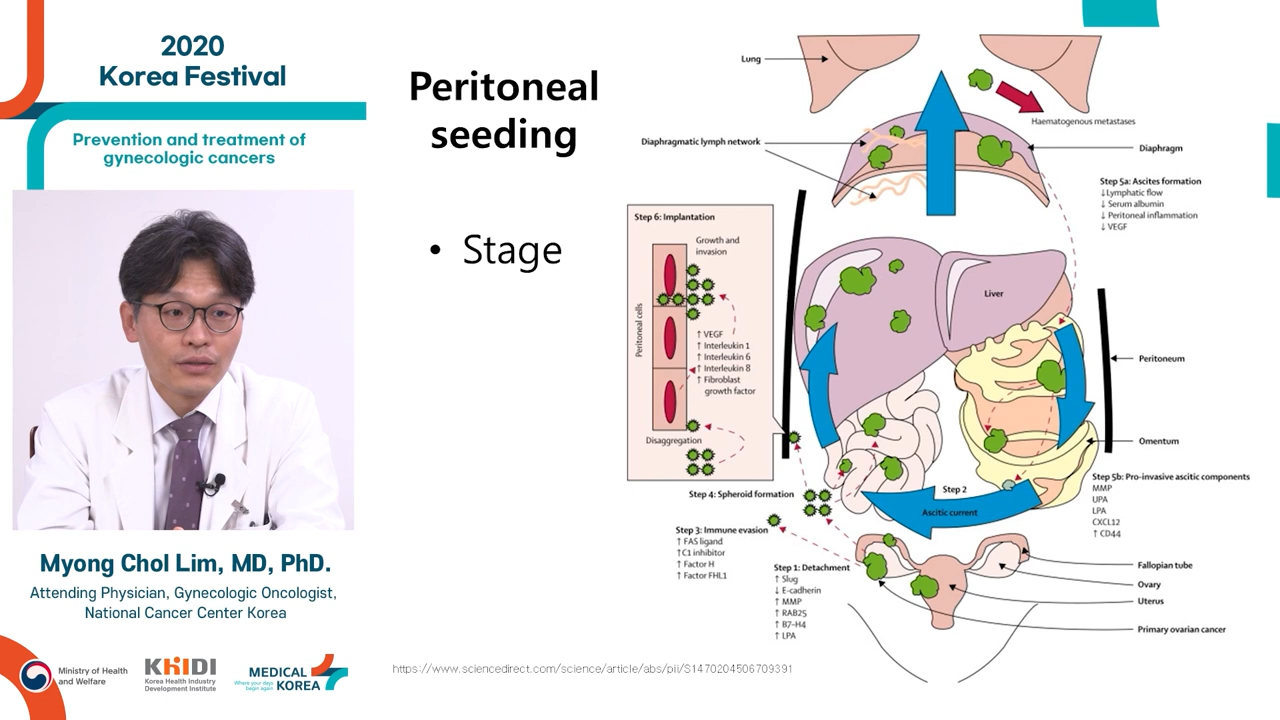 2020
Korea Festival
Prevention and treatment of
gynecologic cancers
Myong Chol Lim, MD, PhD.
Attending Physician, Gynecologic Oncologist,
National Cancer Center Korea
Ministry of Health
and Welfare
KHIDI
Korea Health Industry
Development Institute
MEDICAL
Where your days
begin again
KOREA
Peritoneal
seeding
• Stage
Lung
Haematogenous metastases
Diaphragmatic lymph network
Diaphragm
Step 5a: Ascites formation
↓Lymphatic flow
↓ Serum albumin
↓ Peritoneal inflammation
↓ VEGF
Step 6: Implantation
Growth and
invasion
Peritoneal cells
↑ VEGF
↑ Interleukin 1
↑ Interleukin 6
↑ Interleukin 8
↑ Fibroblast
growth factor
Disaggregation
Liver
Peritoneum
Omentum
Step 4: Spheroid formation
Step 2
Ascitic current
Step 5b: Pro-invasive ascitic components
MMP
UPA
LPA
CXCL12
↑ CD44
Step 3: Immune evasion
↑ FAS ligand
↑C1 inhibitor
↑ Factor H
↑ Factor FHL1
Step 1: Detachment
↑ Slug
↓ E-cadherin
↑ MMP
↑ RAB25
↑ B7-H4
↑ LPA
Fallopian tube
Ovary
Uterus
Primary ovarian cancer
https://www.sciencedirect.com/science/article/abs/pii/S1470204506709391